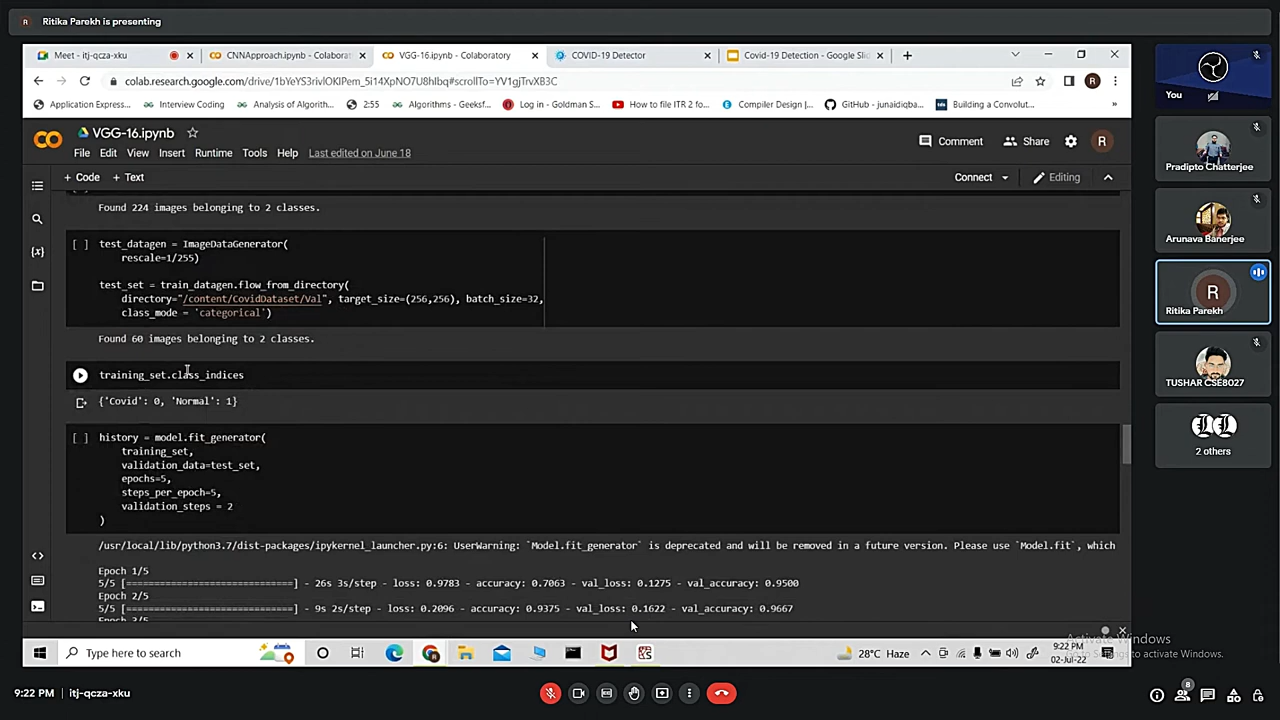 R Ritika Parekh is presenting
Meet - itj-qcza-xku
CNNApproach.ipynb - Colaborat
VGG-16.ipynb - Colaboratory
COVID-19 Detector
Covid-19 Detection - Google Sli
colab.research.google.com/drive/1bYeYS3rivlOKlPem_5i14XpNO7U8hIbq#scrollTo=YV1gjTrvXB3C
Application Express...
Interview Coding
Analysis of Algorith...
2:55
Algorithms - Geeksf...
Log in - Goldman S...
How to file ITR 2 fo...
Compiler Design |...
GitHub - junaidiqba...
Building a Convolut...
VGG-16.ipynb
File Edit View Insert Runtime Tools Help Last edited on June 18
Comment Share R
+ Code + Text
Connect Editing
Found 224 images belonging to 2 classes.
[ ] test_datagen = ImageDataGenerator(
rescale=1/255)
test_set = train_datagen.flow_from_directory(
directory="/content/CovidDataset/Val", target_size=(256,256), batch_size=32,
class_mode = 'categorical')
Found 60 images belonging to 2 classes.
training_set.class_indices
{'Covid': 0, 'Normal': 1}
[ ] history = model.fit_generator(
training_set,
validation_data=test_set,
epochs=5,
steps_per_epoch=5,
validation_steps = 2
)
/usr/local/lib/python3.7/dist-packages/ipykernel_launcher.py:6: UserWarning: `Model.fit_generator` is deprecated and will be removed in a future version. Please use `Model.fit`, which
Epoch 1/5
5/5 [==============================] - 26s 3s/step - loss: 0.9783 - accuracy: 0.7063 - val_loss: 0.1275 - val_accuracy: 0.9500
Epoch 2/5
5/5 [==============================] - 9s 2s/step - loss: 0.2096 - accuracy: 0.9375 - val_loss: 0.1622 - val_accuracy: 0.9667
Epoch 3/5
Activate Windows
Go to Settings to activate Windows.
Type here to search
28°C Haze
9:22 PM
02-Jul-22
You
Pradipto Chatterjee
Arunava Banerjee
R
Ritika Parekh
TUSHAR CSE8027
2 others
9:22 PM | itj-qcza-xku
8